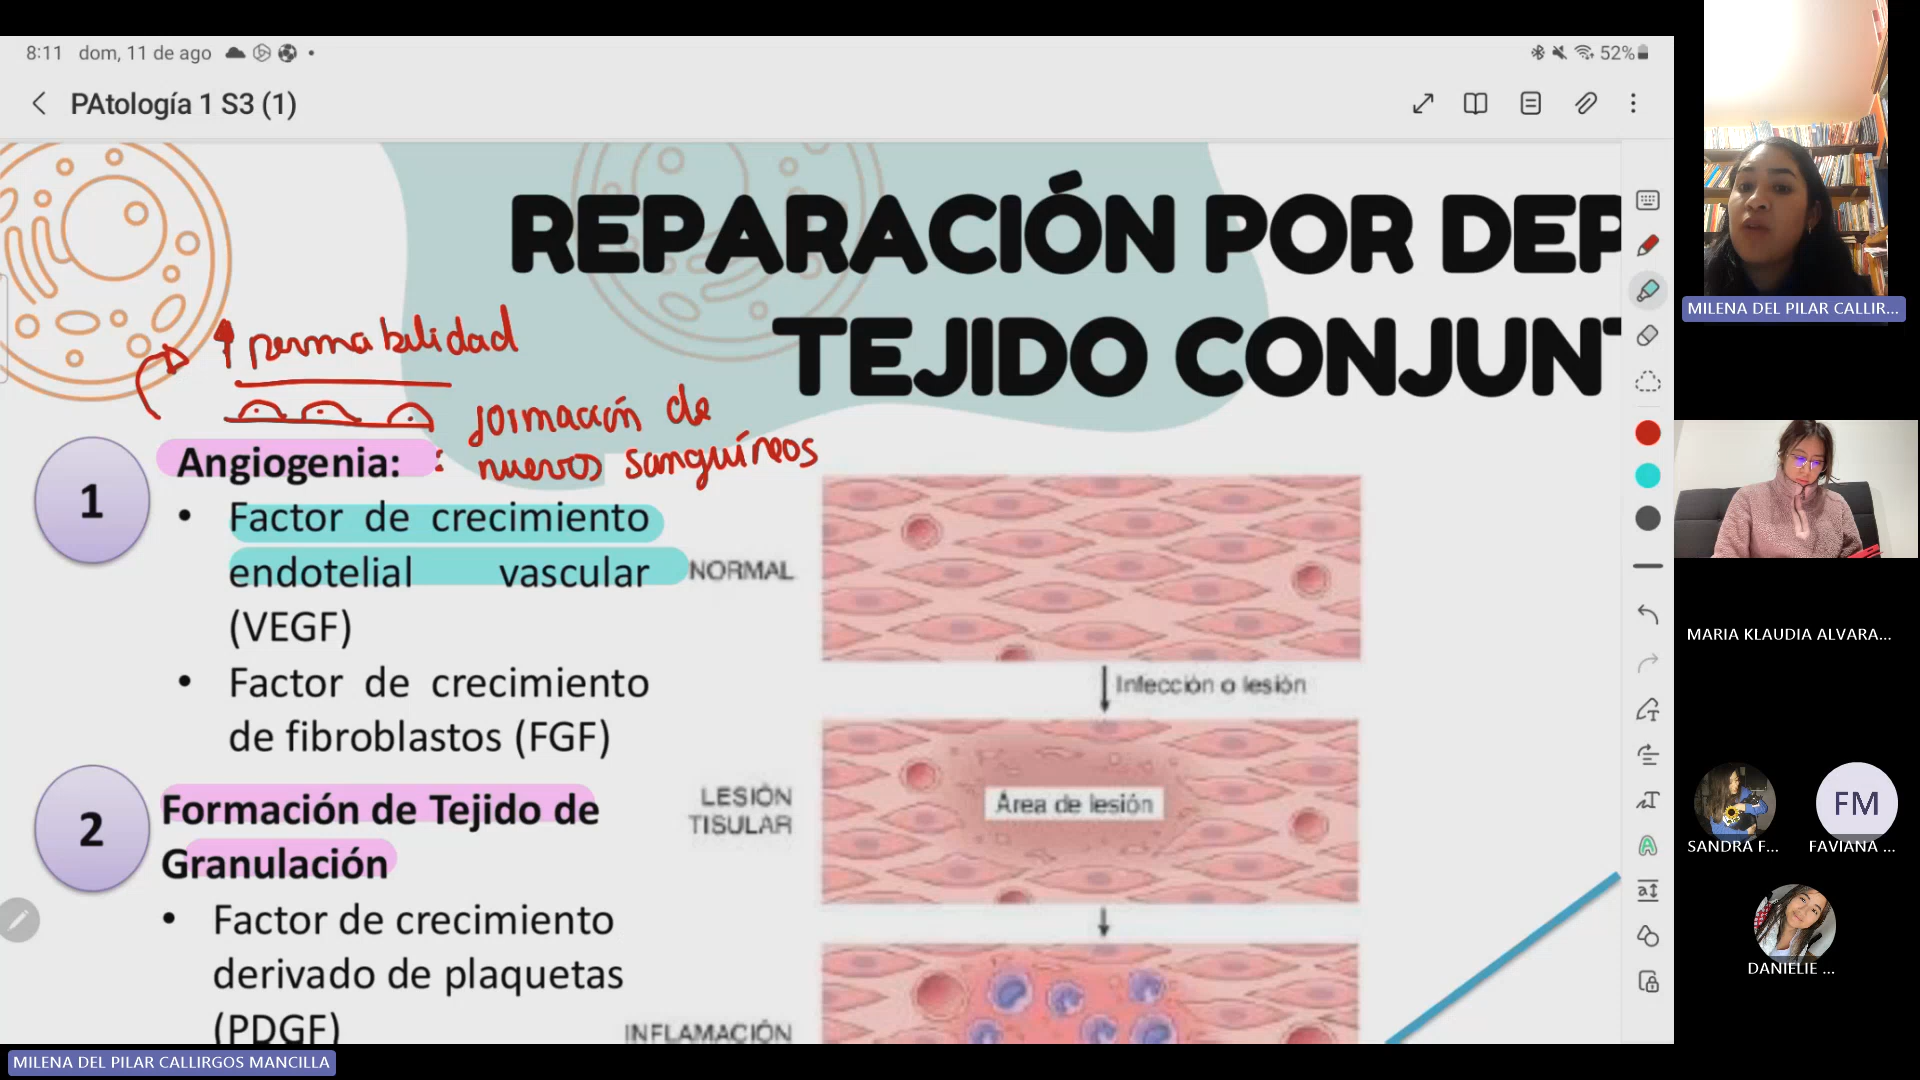 8:11 dom, 11 de ago
52%
PAtología 1 S3 (1)
REPARACIÓN POR DEP
TEJIDO CONJUNT
permabilidad
formación de
nuevos sanguíneos
1
Angiogenia: :
• Factor de crecimiento
endotelial vascular
(VEGF)
• Factor de crecimiento
de fibroblastos (FGF)
2
Formación de Tejido de
Granulación
• Factor de crecimiento
derivado de plaquetas
(PDGF)
NORMAL
Infección o lesión
LESIÓN
TISULAR
Área de lesión
INFLAMACIÓN
MILENA DEL PILAR CALLIRGOS MANCILLA
MILENA DEL PILAR CALLIR...
MARIA KLAUDIA ALVARA...
FM
SANDRA F...
FAVIANA ...
DANIELIE ...